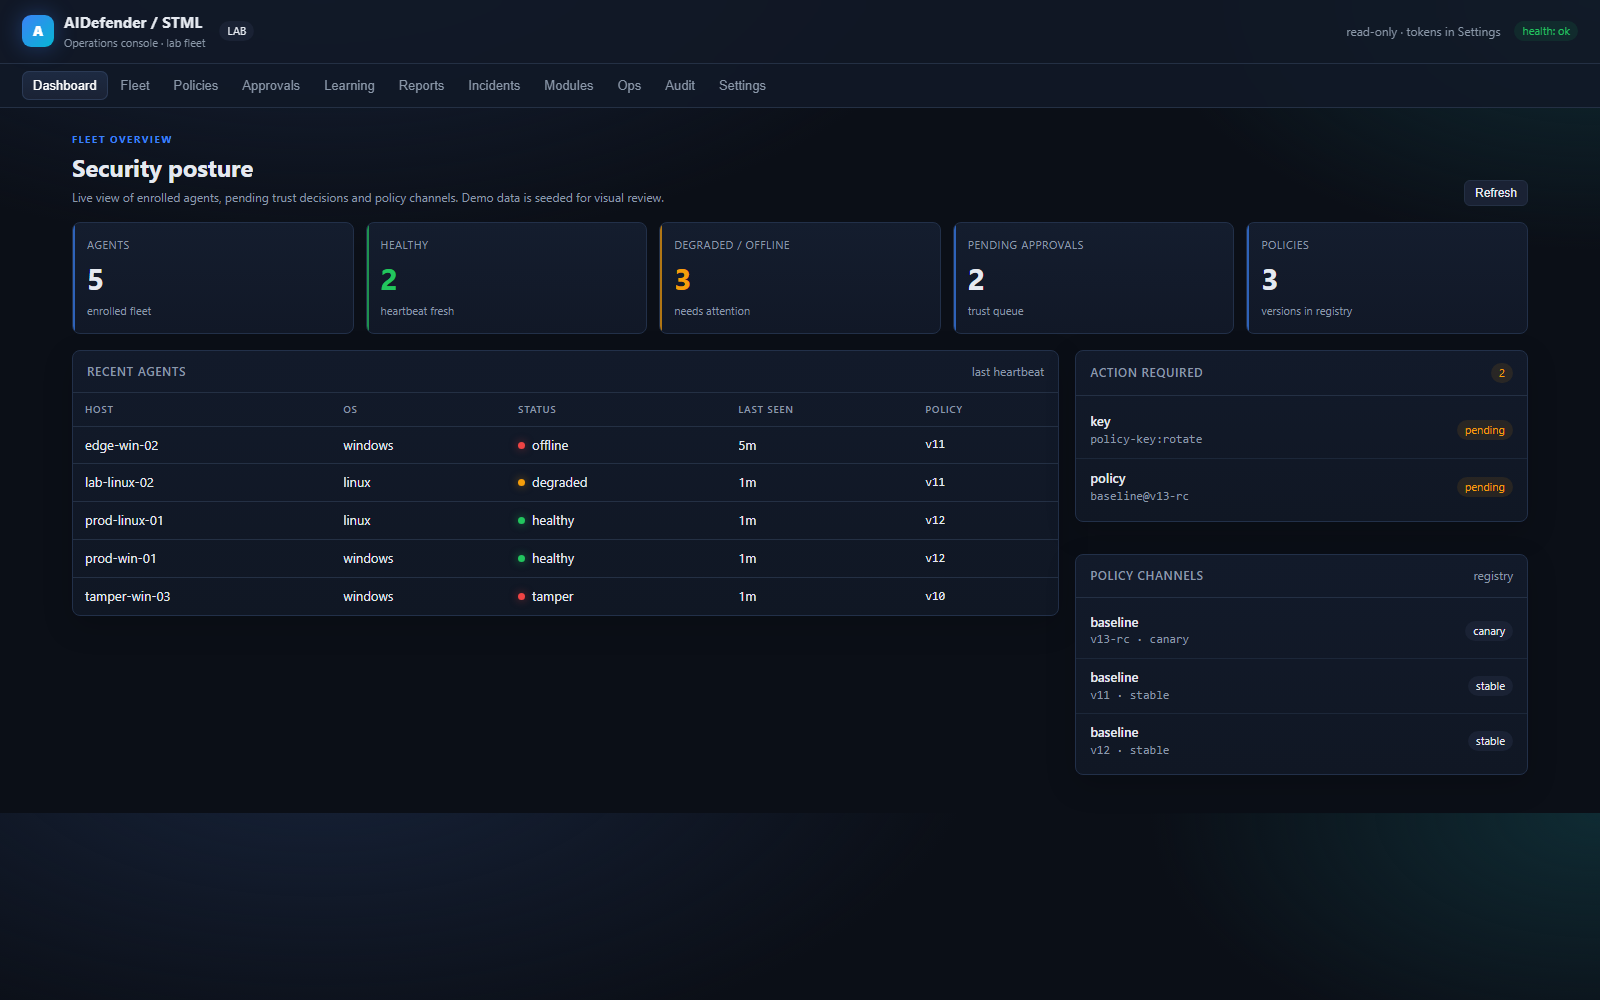 A
AIDefender / STML
Operations console · lab fleet
LAB
read-only · tokens in Settings
health: ok
Dashboard Fleet Policies Approvals Learning Reports Incidents Modules Ops Audit Settings
FLEET OVERVIEW
Security posture
Live view of enrolled agents, pending trust decisions and policy channels. Demo data is seeded for visual review.
Refresh
AGENTS
5
enrolled fleet
HEALTHY
2
heartbeat fresh
DEGRADED / OFFLINE
3
needs attention
PENDING APPROVALS
2
trust queue
POLICIES
3
versions in registry
RECENT AGENTS last heartbeat
HOST OS STATUS LAST SEEN POLICY
edge-win-02 windows offline 5m v11
lab-linux-02 linux degraded 1m v11
prod-linux-01 linux healthy 1m v12
prod-win-01 windows healthy 1m v12
tamper-win-03 windows tamper 1m v10
ACTION REQUIRED 2
key
policy-key:rotate
pending
policy
baseline@v13-rc
pending
POLICY CHANNELS registry
baseline
v13-rc · canary
canary
baseline
v11 · stable
stable
baseline
v12 · stable
stable